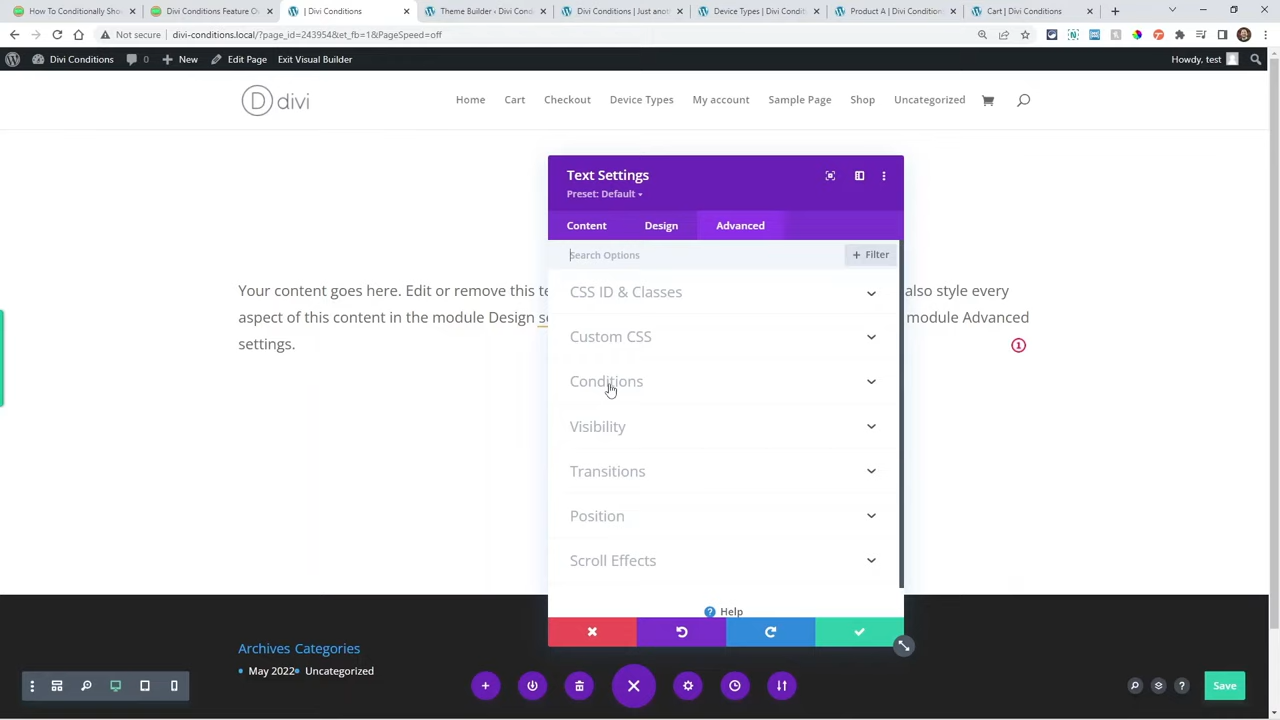 How To Conditionally Sho
Divi Conditions Feature Ov
| Divi Conditions
Theme Builder ‹ Divi Cond
Divi Conditions | Just anot
Device Types | Divi Condit
Product A | Divi Condition
Cart | Divi Conditions
Not secure | divi-conditions.local/?page_id=243954&et_fb=1&PageSpeed=off
Divi Conditions 0 New Edit Page Exit Visual Builder Howdy, test
D divi
Home Cart Checkout Device Types My account Sample Page Shop Uncategorized
Text Settings
Preset: Default
Content Design Advanced
Search Options + Filter
CSS ID & Classes
Custom CSS
Conditions
Visibility
Transitions
Position
Scroll Effects
Help
Your content goes here. Edit or remove this te also style every
aspect of this content in the module Design se module Advanced
settings. 1
Archives Categories
May 2022 Uncategorized
? Save